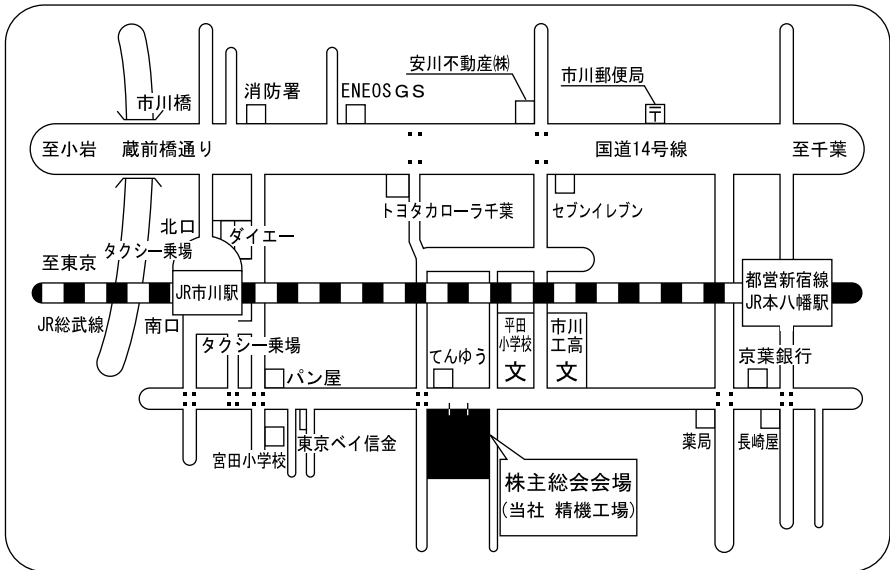 安川不動産㈱
市川郵便局
市川橋
消防署
ENEOS GS
〒
至小岩
蔵前橋通り
国道14号線
至千葉
トヨタカローラ千葉
セブンイレブン
北口
ダイエー
タクシー乗場
至東京
JR市川駅
都営新宿線
JR本八幡駅
JR総武線
南口
タクシー乗場
平田
小学校
文
市川
工高
文
てんゆう
京葉銀行
パン屋
宮田小学校
東京ベイ信金
薬局
長崎屋
株主総会会場
(当社 精機工場)